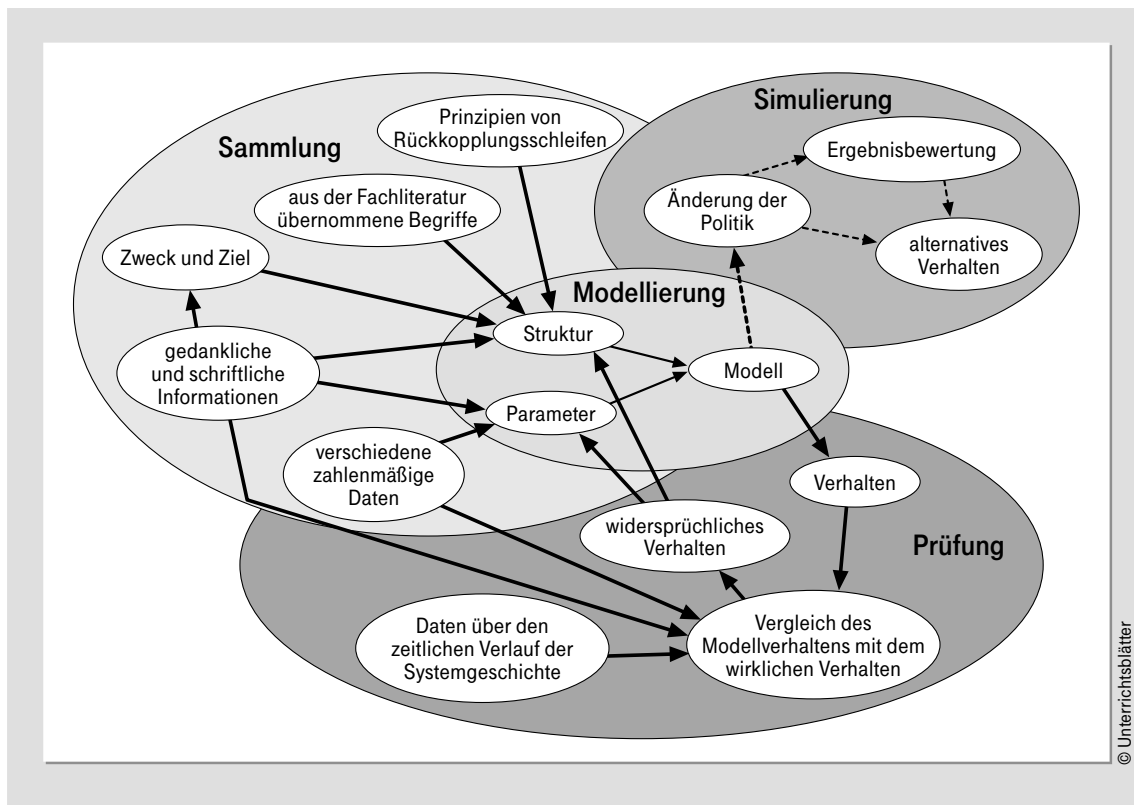 Simulierung
Prinzipien von
Rückkopplungsschleifen
Sammlung
Ergebnisbewertung
aus der Fachliteratur
übernommene Begriffe
Änderung der
Politik
alternatives
Verhalten
Zweck und Ziel
Modellierung
Struktur
gedankliche
und schriftliche
Informationen
Modell
Parameter
verschiedene
zahlenmäßige
Daten
Verhalten
widersprüchliches
Verhalten
Prüfung
Daten über den
zeitlichen Verlauf der
Systemgeschichte
Vergleich des
Modellverhaltens mit dem
wirklichen Verhalten
© Unterrichtsblätter